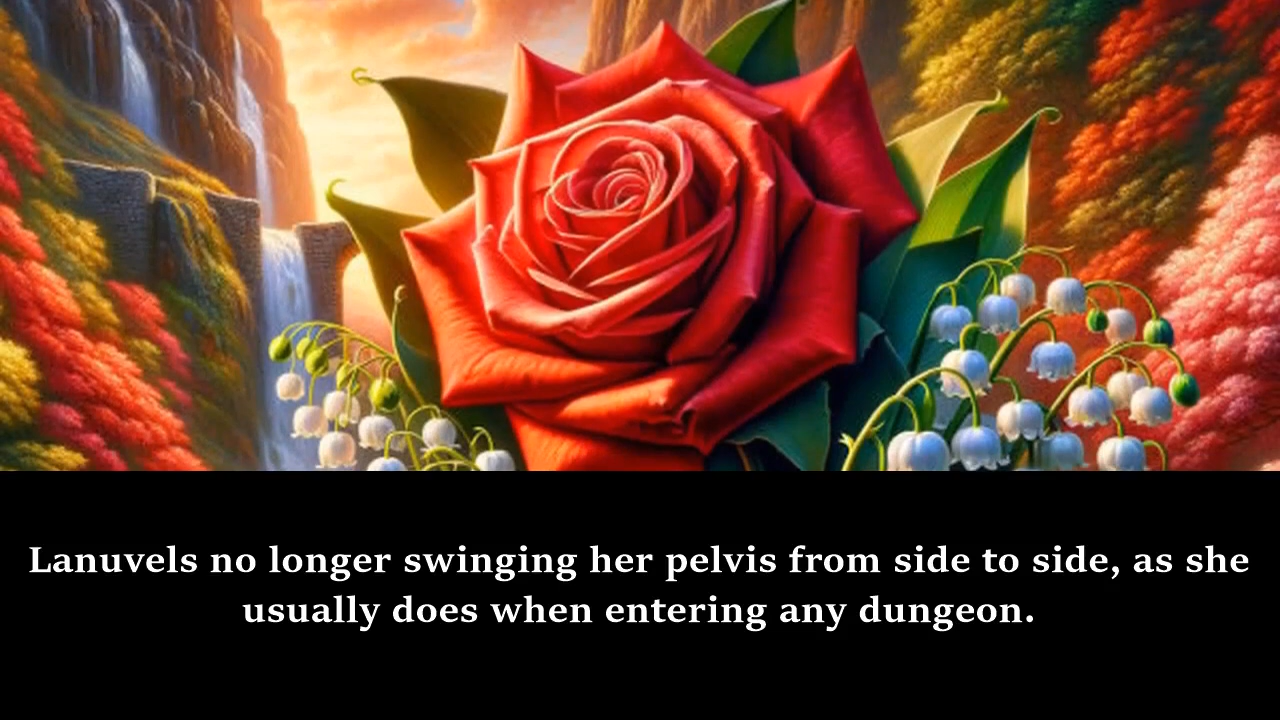 Lanuvels no longer swinging her pelvis from side to side, as she
usually does when entering any dungeon.